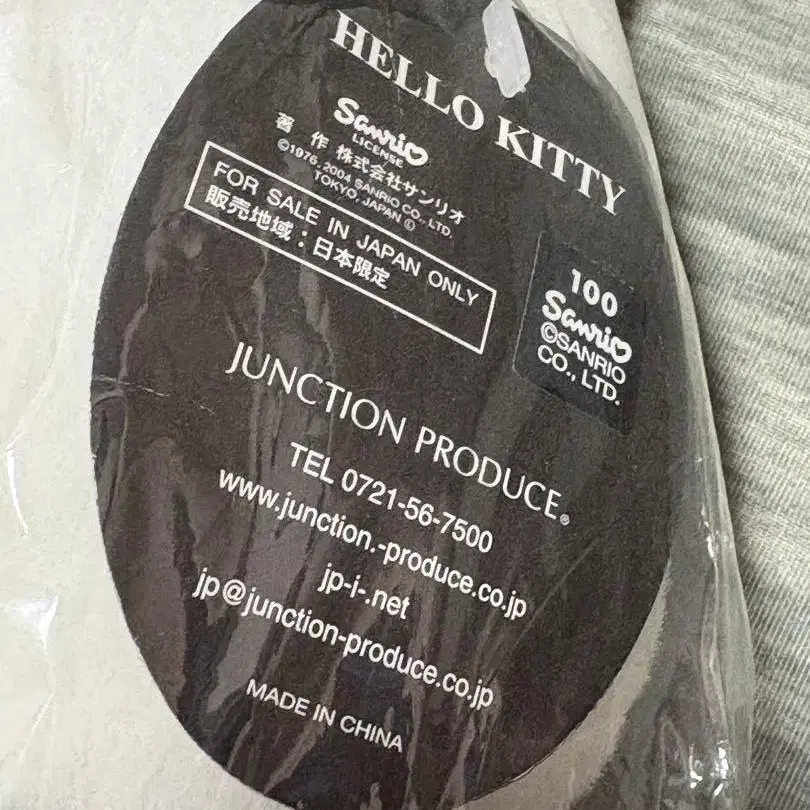 HELLO KITTY
Sanrio
LICENSE
著 作 株式会社サンリオ
©1976, 2004 SANRIO CO., LTD.
TOKYO, JAPAN Ⓛ
FOR SALE IN JAPAN ONLY
販売地域：日本限定
100
Sanrio
©SANRIO
CO., LTD.
JUNCTION PRODUCE®
TEL 0721-56-7500
www.junction.-produce.co.jp
jp-i-.net
jp@junction-produce.co.jp
MADE IN CHINA